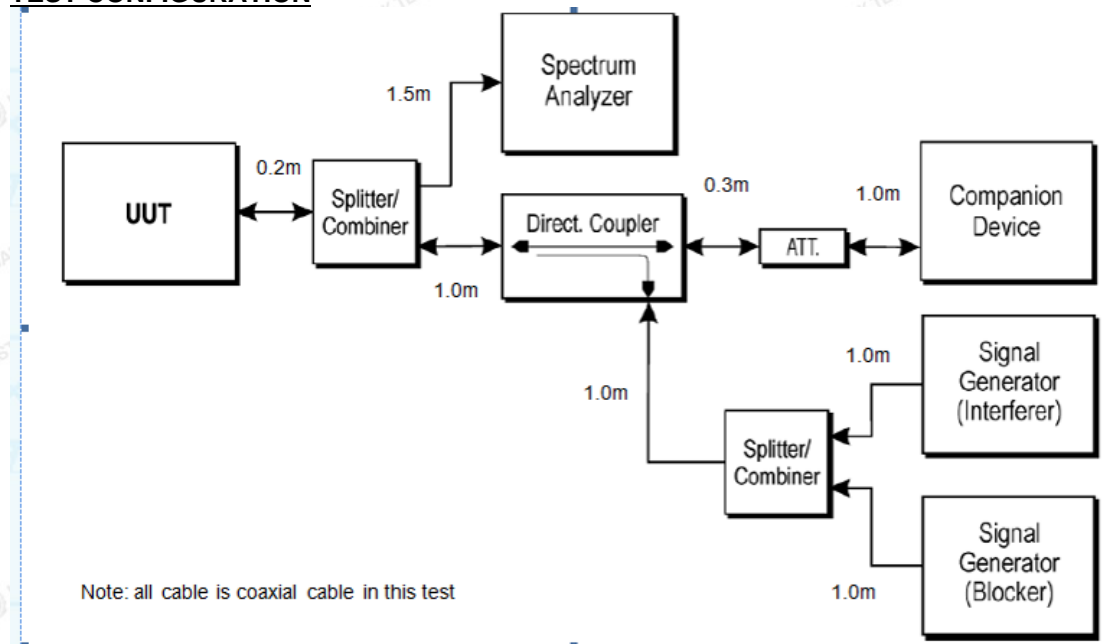 TEST CONFIGURATION
Spectrum
Analyzer
1.5m
UUT
0.2m
Splitter/
Combiner
1.0m
Direct. Coupler
0.3m
ATT.
1.0m
Companion
Device
1.0m
Signal
Generator
(Interferer)
1.0m
Splitter/
Combiner
Signal
Generator
(Blocker)
1.0m
Note: all cable is coaxial cable in this test